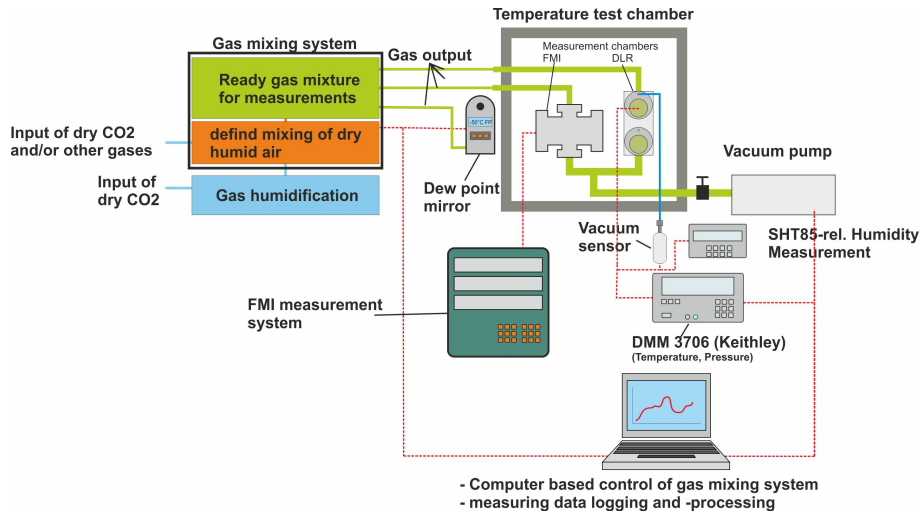 Temperature test chamber
Gas mixing system
Gas output
Measurement chambers
FMI
DLR
Ready gas mixture
for measurements
-50°C FP
Input of dry CO2
and/or other gases
defind mixing of dry
humid air
Vacuum pump
Input of
dry CO2
Gas humidification
Dew point
mirror
Vacuum
sensor
SHT85-rel. Humidity
Measurement
FMI measurement
system
DMM 3706 (Keithley)
(Temperature, Pressure)
- Computer based control of gas mixing system
- measuring data logging and -processing